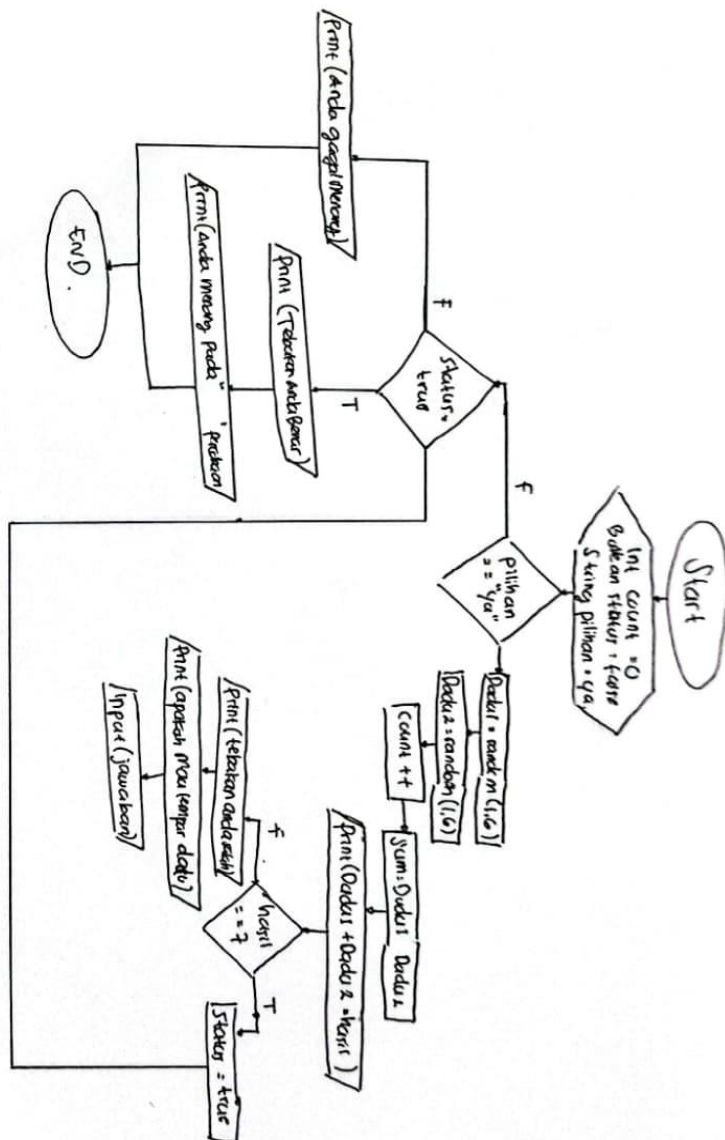 Start
Int count = 0
Boolean status = false
String pilihan = ya
pilihan
== "ya"
F
Dadu1 = random(1,6)
Dadu2 = random(1,6)
Count ++
Sum = Dadu1 Dadu2
Print (Dadu1 + Dadu2 = hasil)
hasil
== 7
F
T
Print (tebakan anda salah)
Print (apakah mau lempar dadu)
Input (jawaban)
Status = true
Status =
true
F
T
Print (Anda gagal Menang)
Print (Tebakan Anda Benar)
Print (Anda menang pada "
END.